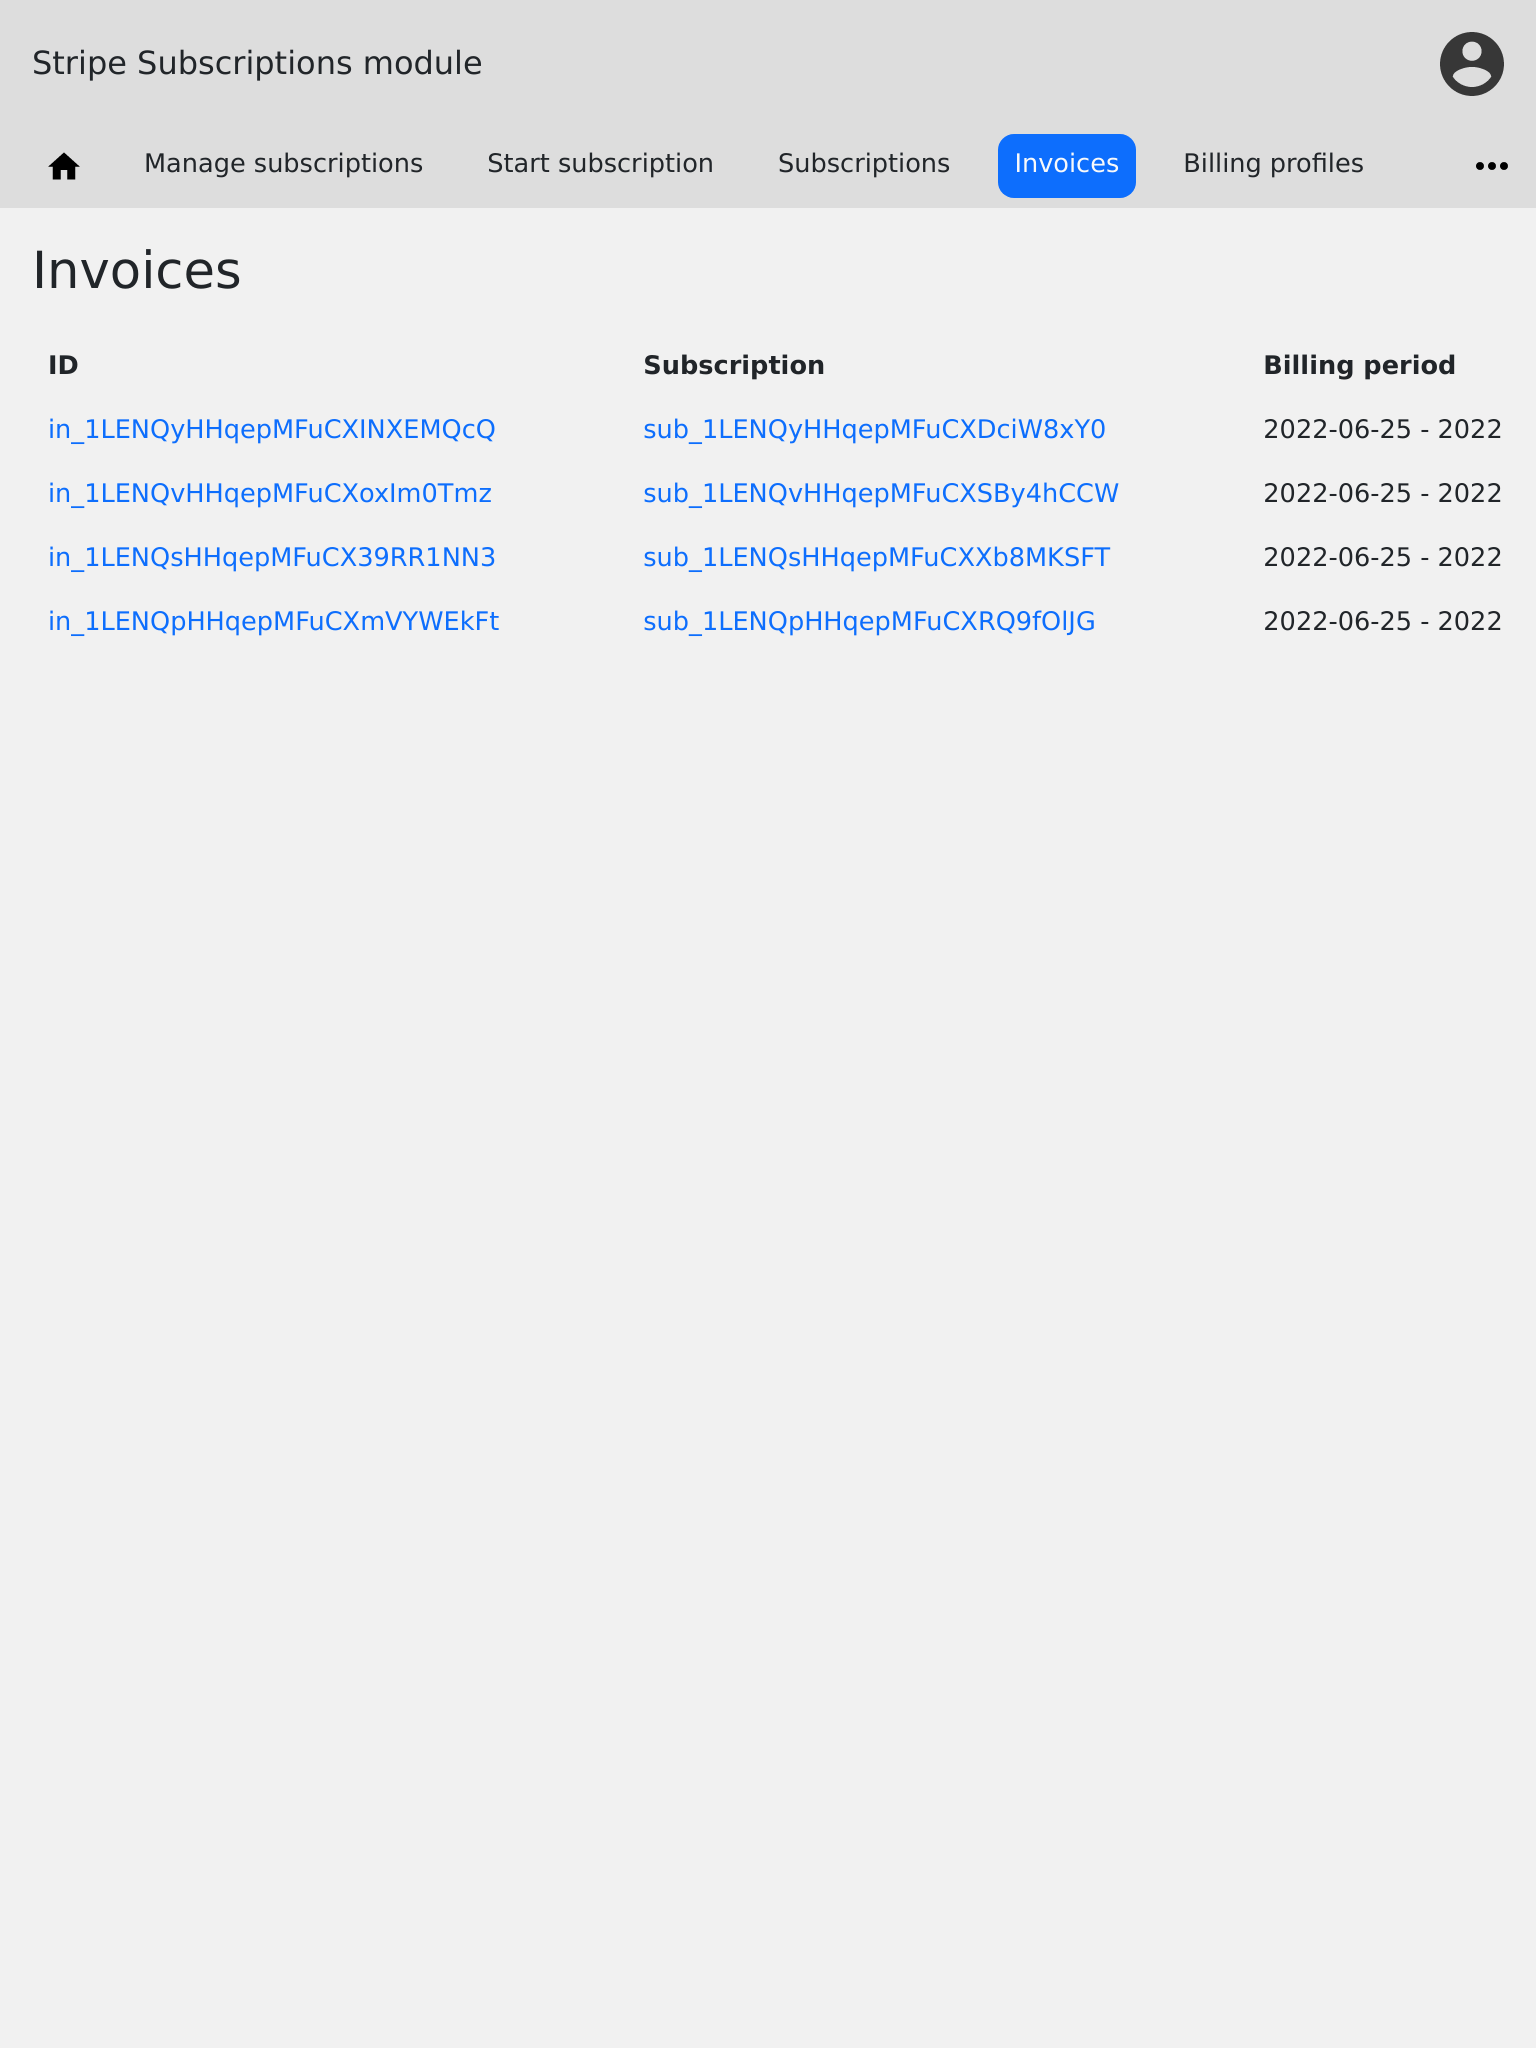 Stripe Subscriptions module
Manage subscriptions Start subscription Subscriptions Invoices Billing profiles
Invoices
ID Subscription Billing period
in_1LENQyHHqepMFuCXINXEMQcQ sub_1LENQyHHqepMFuCXDciW8xY0 2022-06-25 - 2022
in_1LENQvHHqepMFuCXoxIm0Tmz sub_1LENQvHHqepMFuCXSBy4hCCW 2022-06-25 - 2022
in_1LENQsHHqepMFuCX39RR1NN3 sub_1LENQsHHqepMFuCXXb8MKSFT 2022-06-25 - 2022
in_1LENQpHHqepMFuCXmVYWEkFt sub_1LENQpHHqepMFuCXRQ9fOlJG 2022-06-25 - 2022